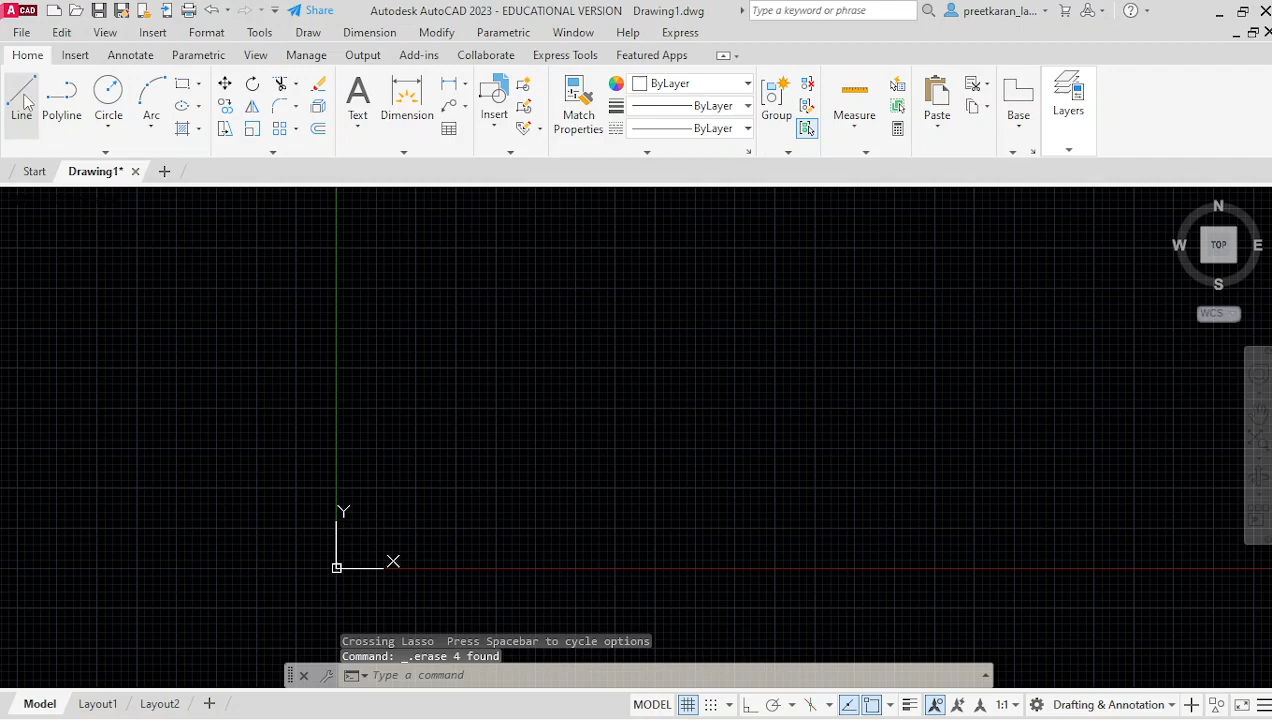 CAD Share Autodesk AutoCAD 2023 - EDUCATIONAL VERSION Drawing1.dwg Type a keyword or phrase preetkaran_la...
File Edit View Insert Format Tools Draw Dimension Modify Parametric Window Help Express
Home Insert Annotate Parametric View Manage Output Add-ins Collaborate Express Tools Featured Apps
ByLayer
ByLayer
ByLayer
Line Polyline Circle Arc Text Dimension Insert Match Properties Group Measure Paste Base Layers
Start Drawing1*
N
W TOP E
S
WCS
Y
X
Crossing Lasso Press Spacebar to cycle options
Command: _.erase 4 found
Type a command
Model Layout1 Layout2 MODEL 1:1 Drafting & Annotation